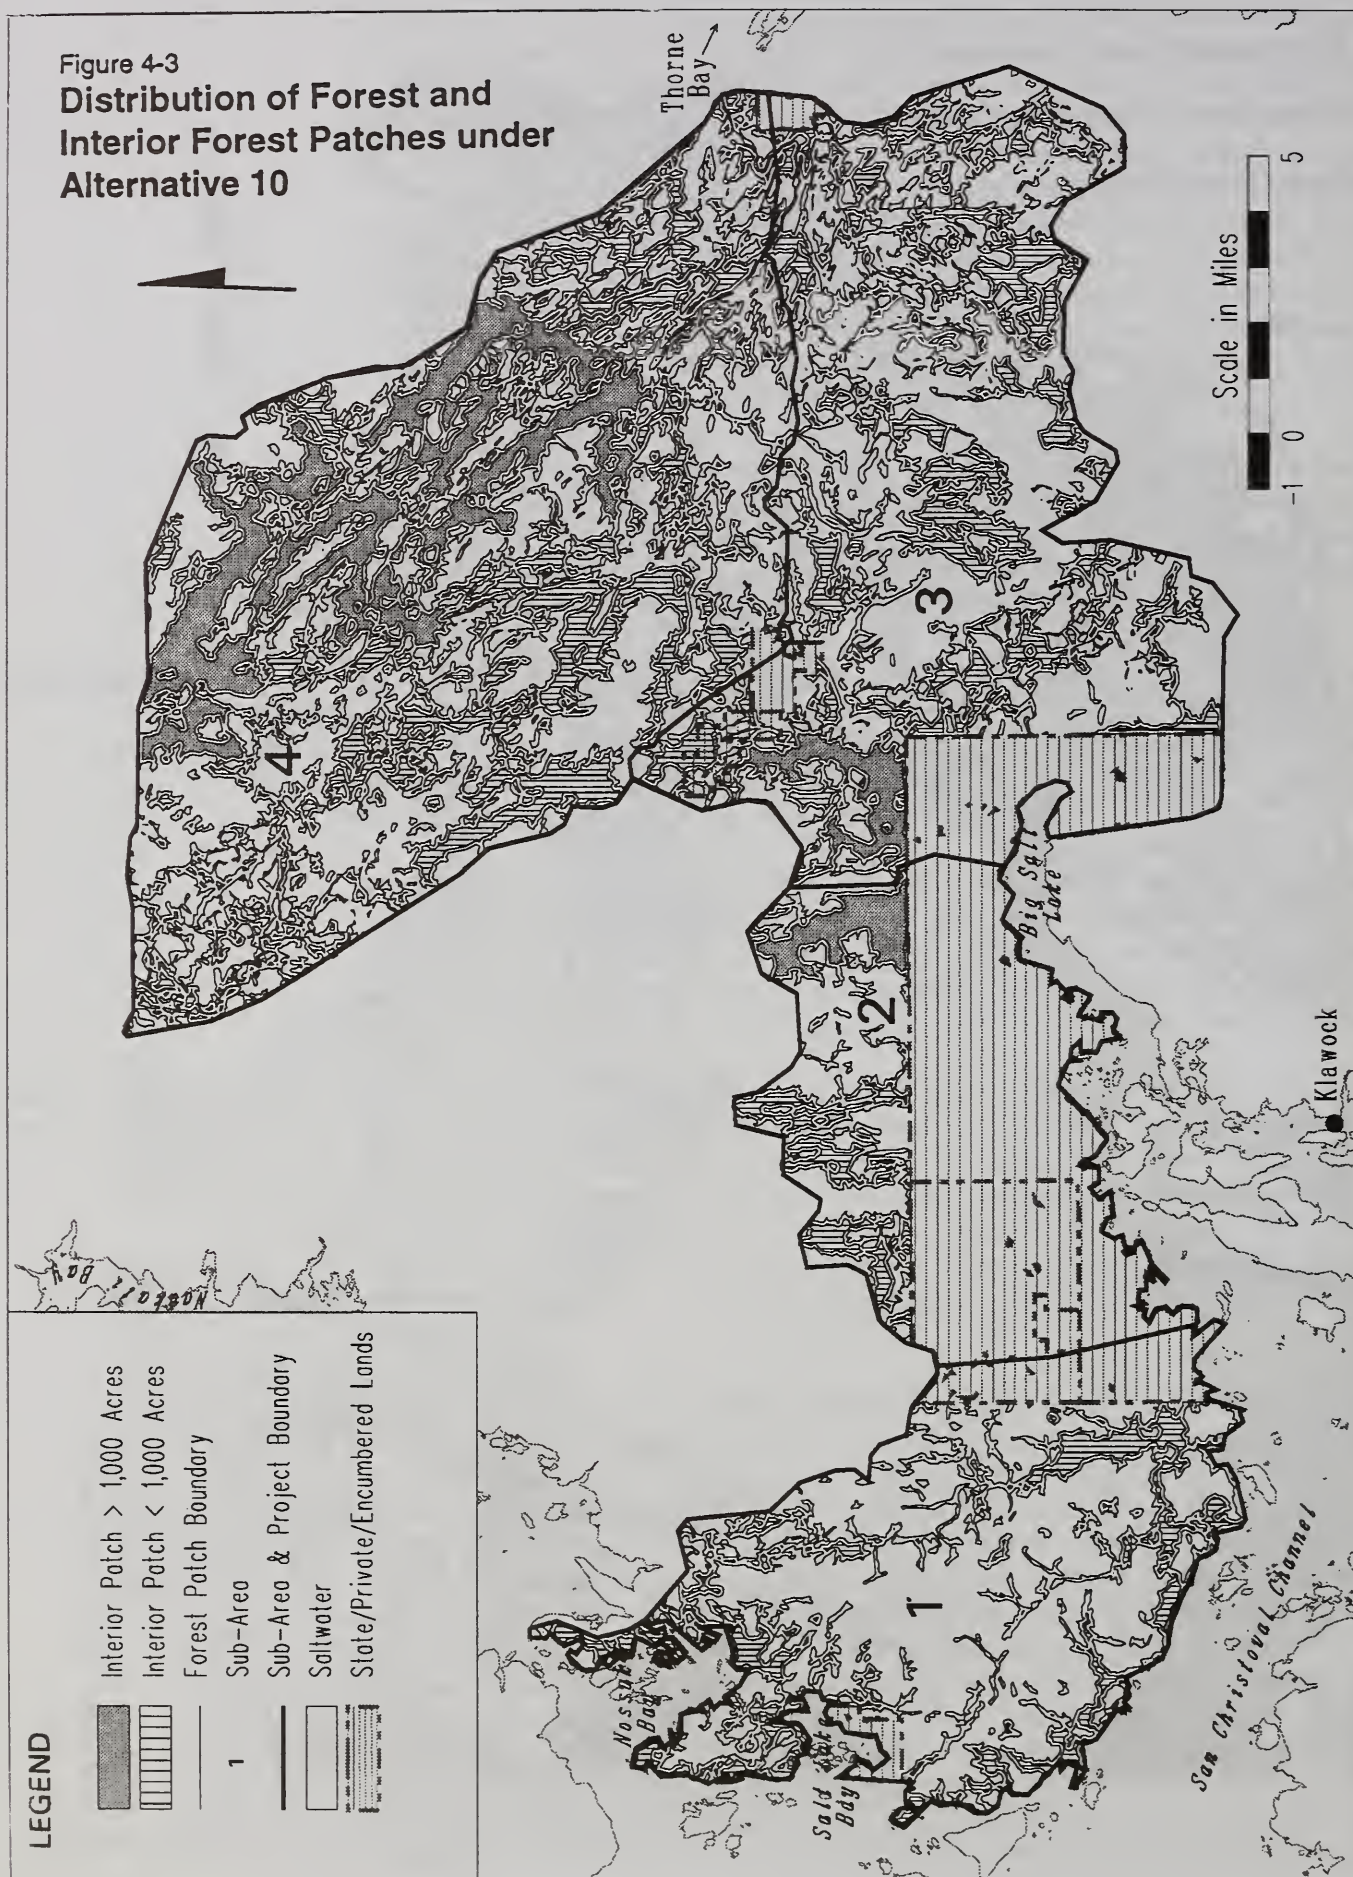 Figure 4-3
Distribution of Forest and
Interior Forest Patches under
Alternative 10
Thorne
Bay
Scale in Miles
-1 0 5
4
3
2
1
Big Salt
Lake
Klawock
San Christoval Channel
Nossuk
Bay
Salt Lake
Bay
Naukati
Bay
LEGEND
Interior Patch > 1,000 Acres
Interior Patch < 1,000 Acres
Forest Patch Boundary
1 Sub-Area
Sub-Area & Project Boundary
Saltwater
State/Private/Encumbered Lands